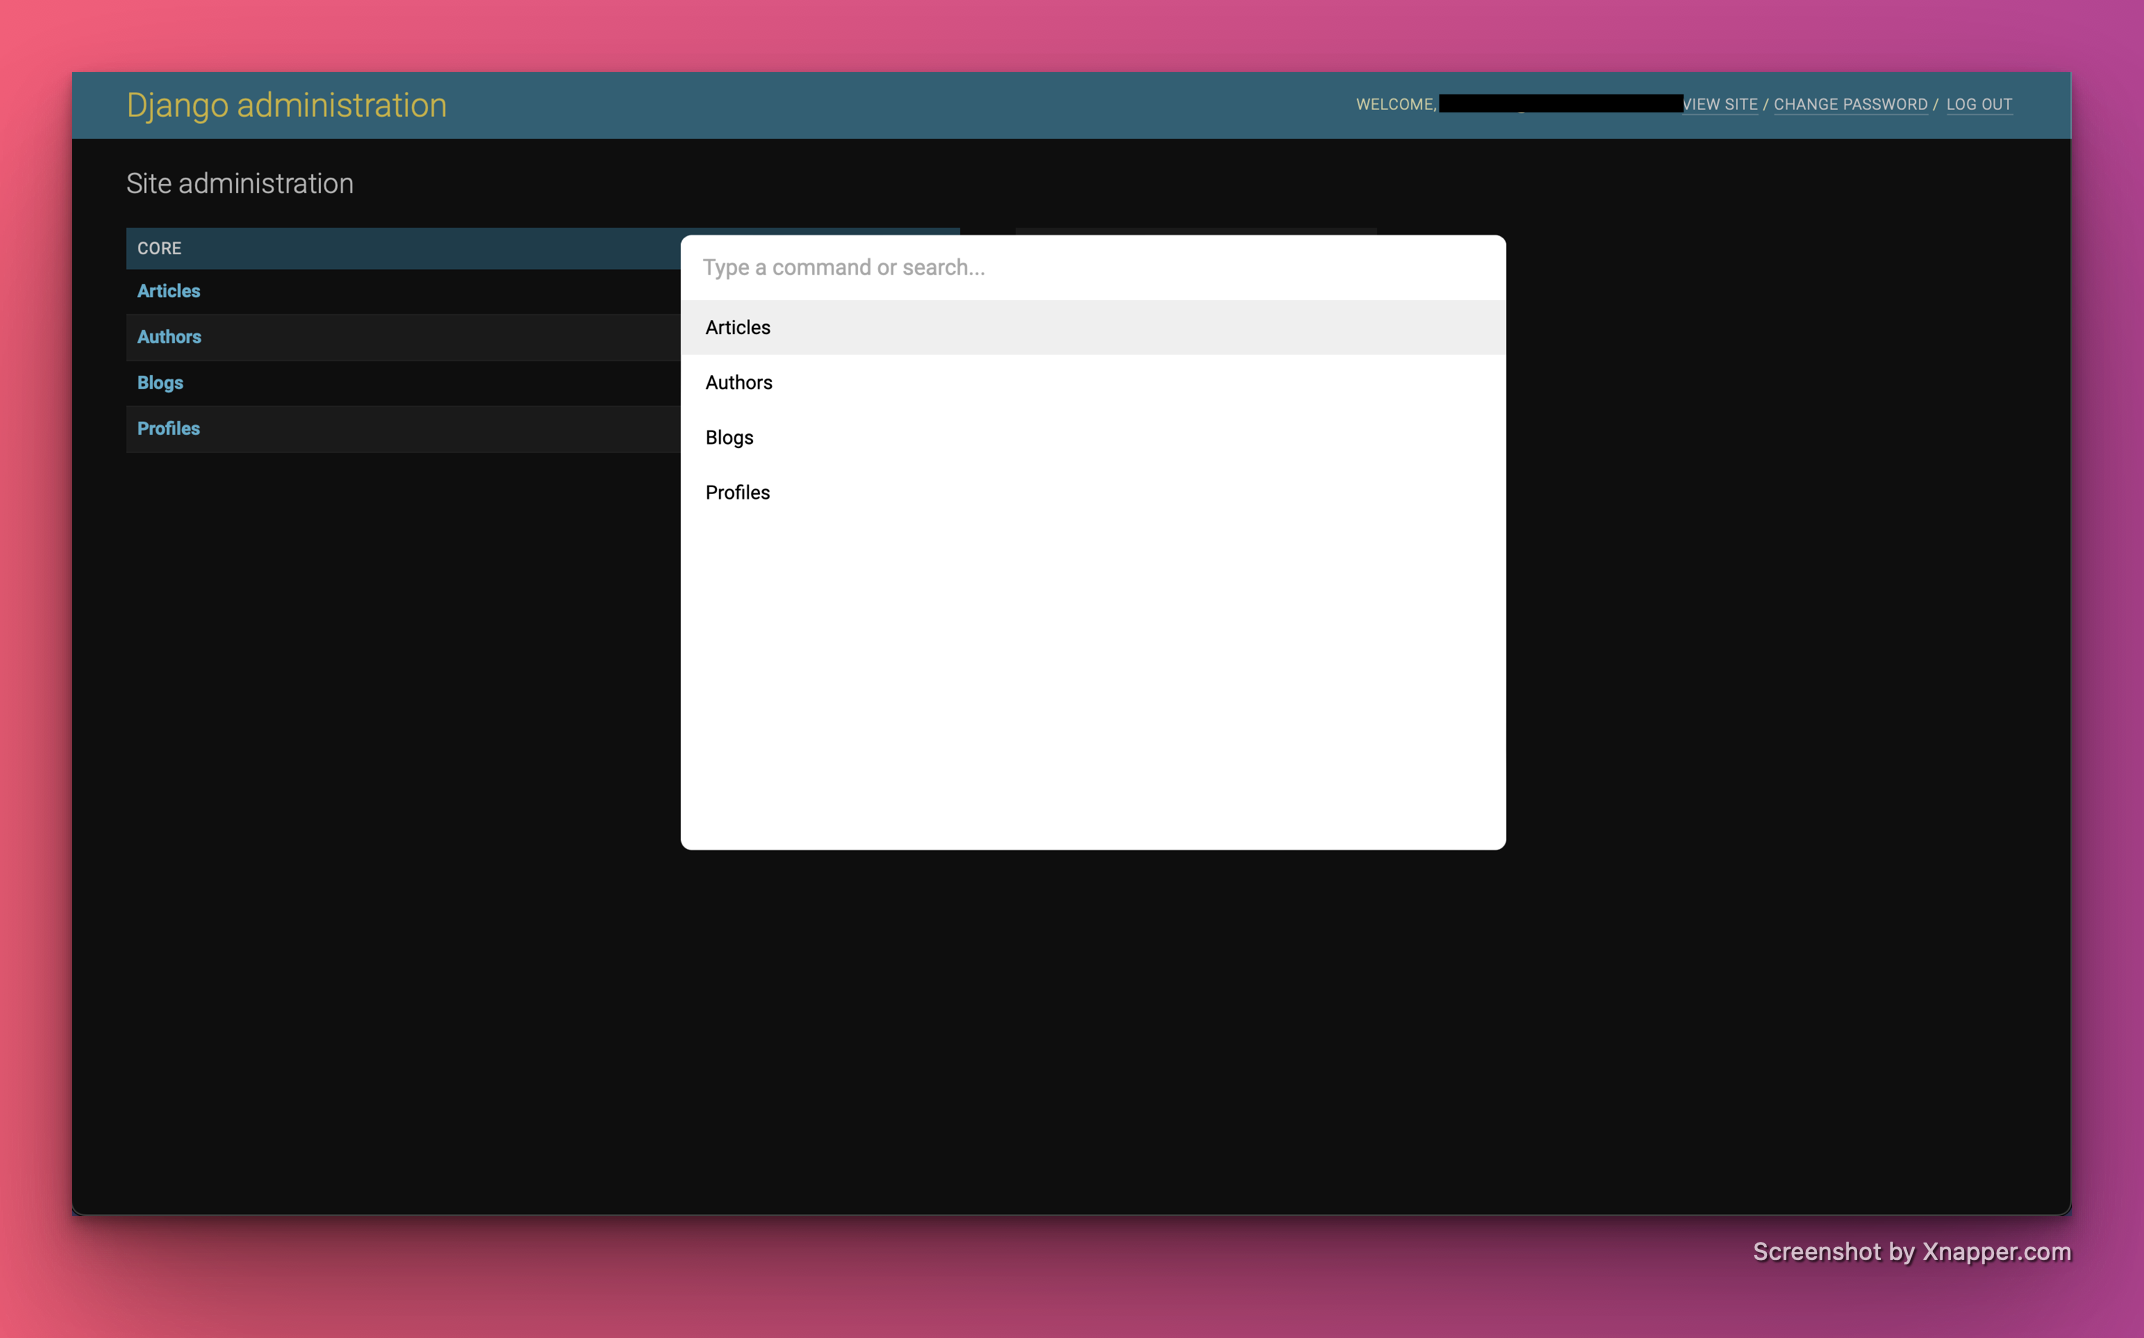 Django administration
WELCOME, VIEW SITE / CHANGE PASSWORD / LOG OUT
Site administration
CORE
Articles
Authors
Blogs
Profiles
Type a command or search...
Articles
Authors
Blogs
Profiles
Screenshot by Xnapper.com